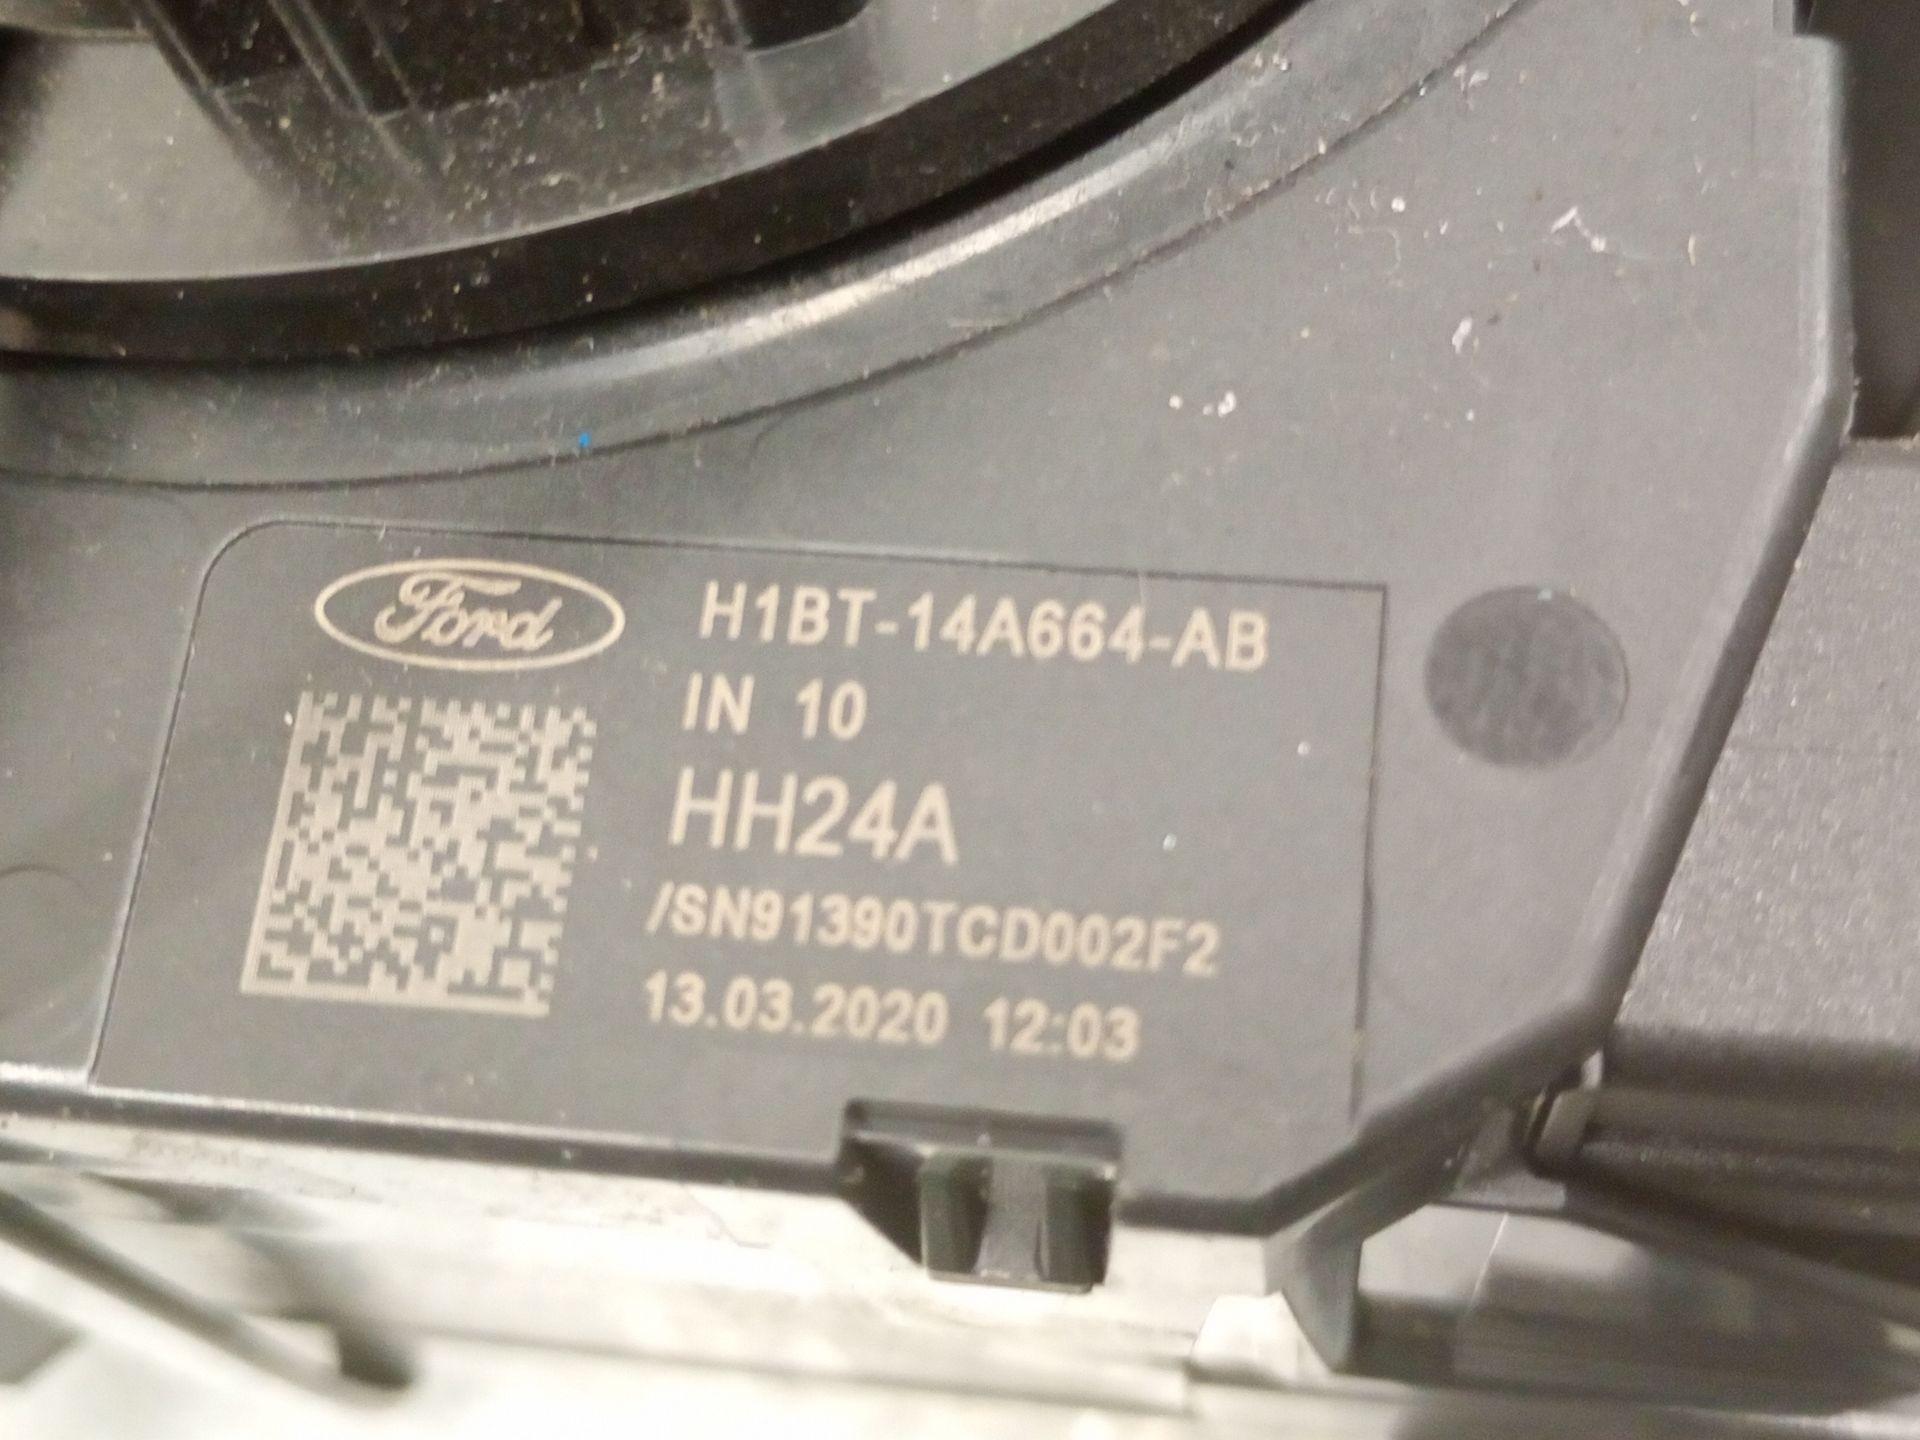 Ford
H1BT-14A664-AB
IN 10
HH24A
/SN91390TCD002F2
13.03.2020 12:03